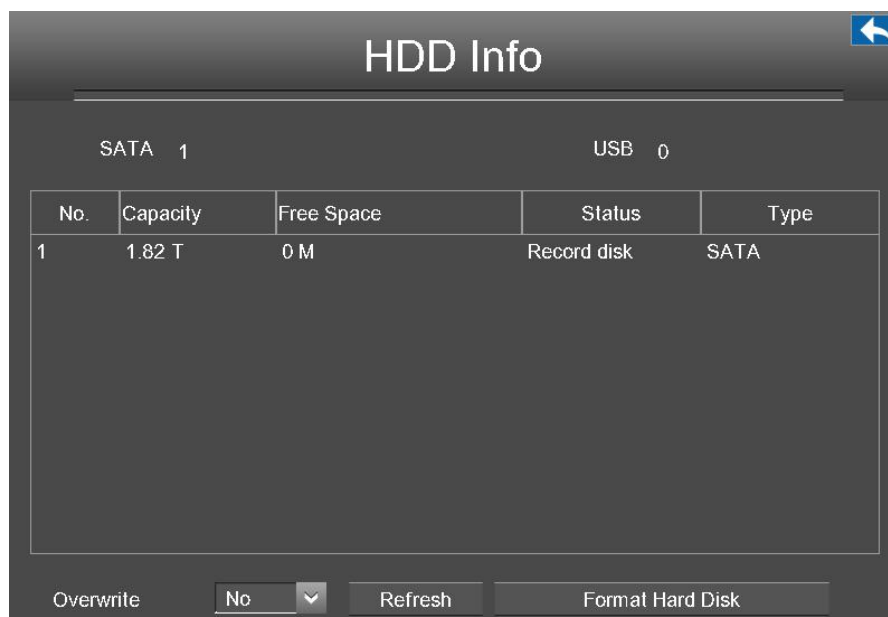 HDD Info
SATA 1 USB 0
No. Capacity Free Space Status Type
1 1.82 T 0 M Record disk SATA
Overwrite No Refresh Format Hard Disk